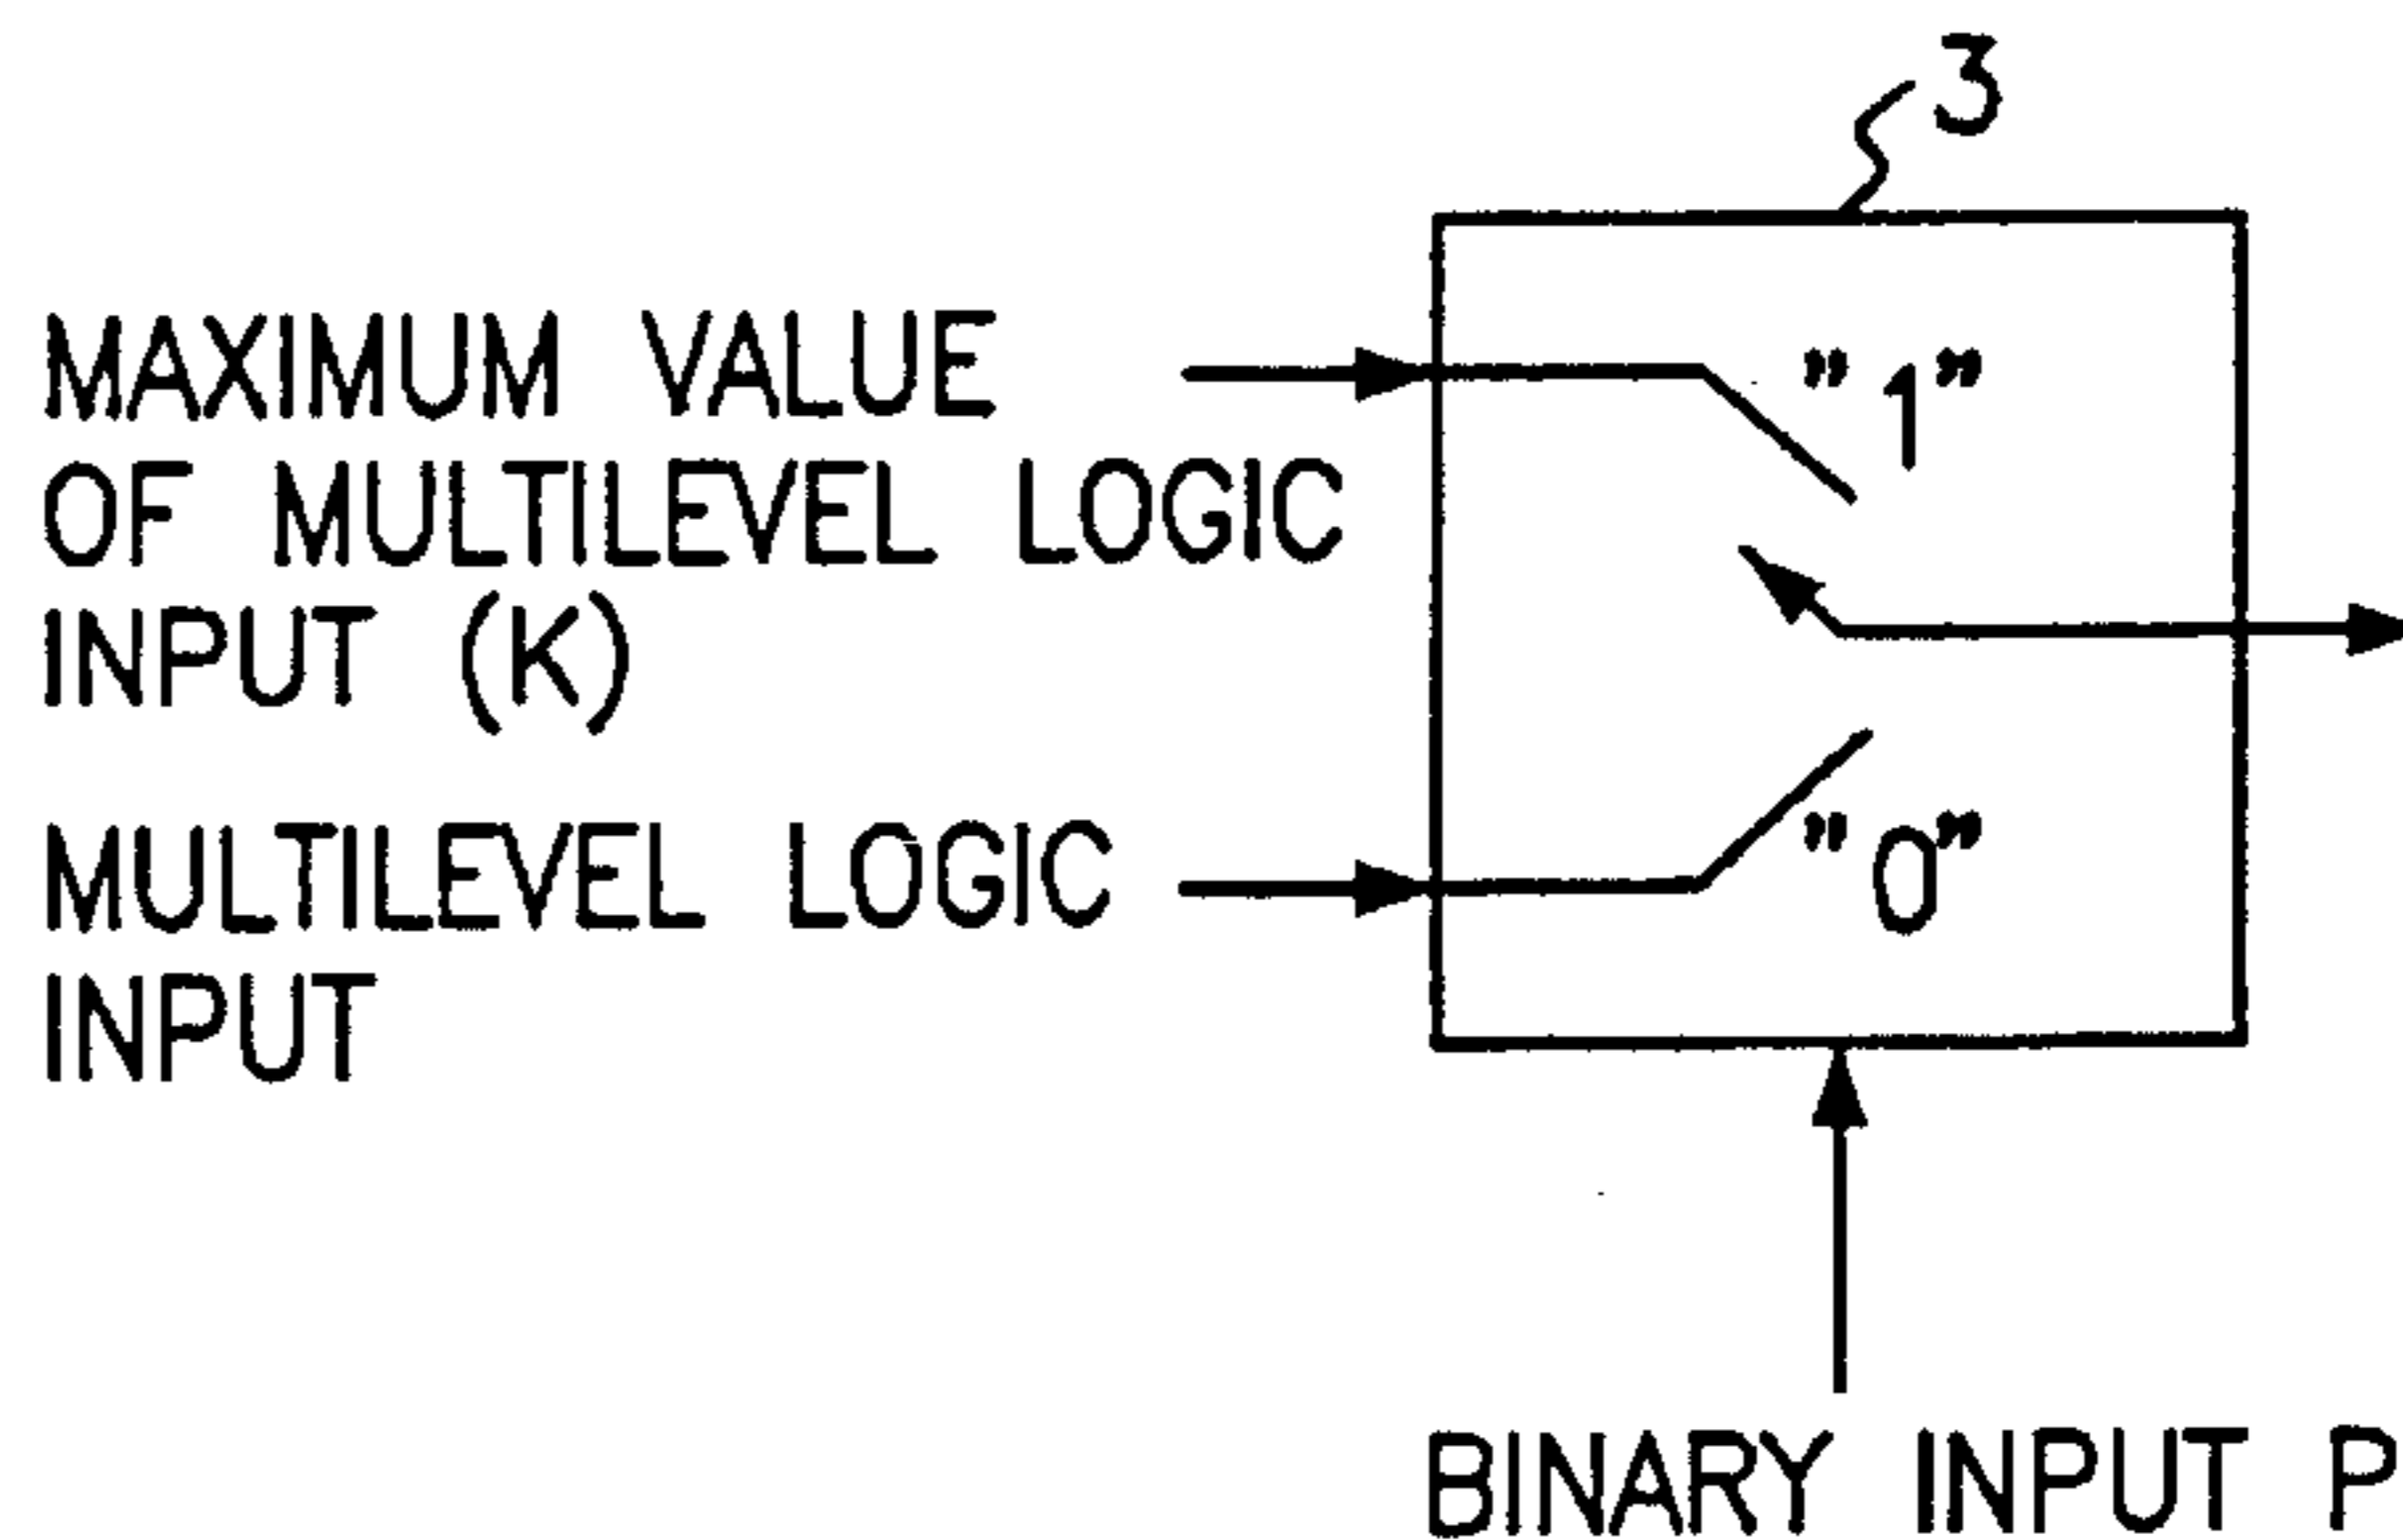 3
MAXIMUM VALUE
OF MULTILEVEL LOGIC
INPUT (K)
"1"
MULTILEVEL LOGIC
INPUT
"0"
BINARY INPUT P